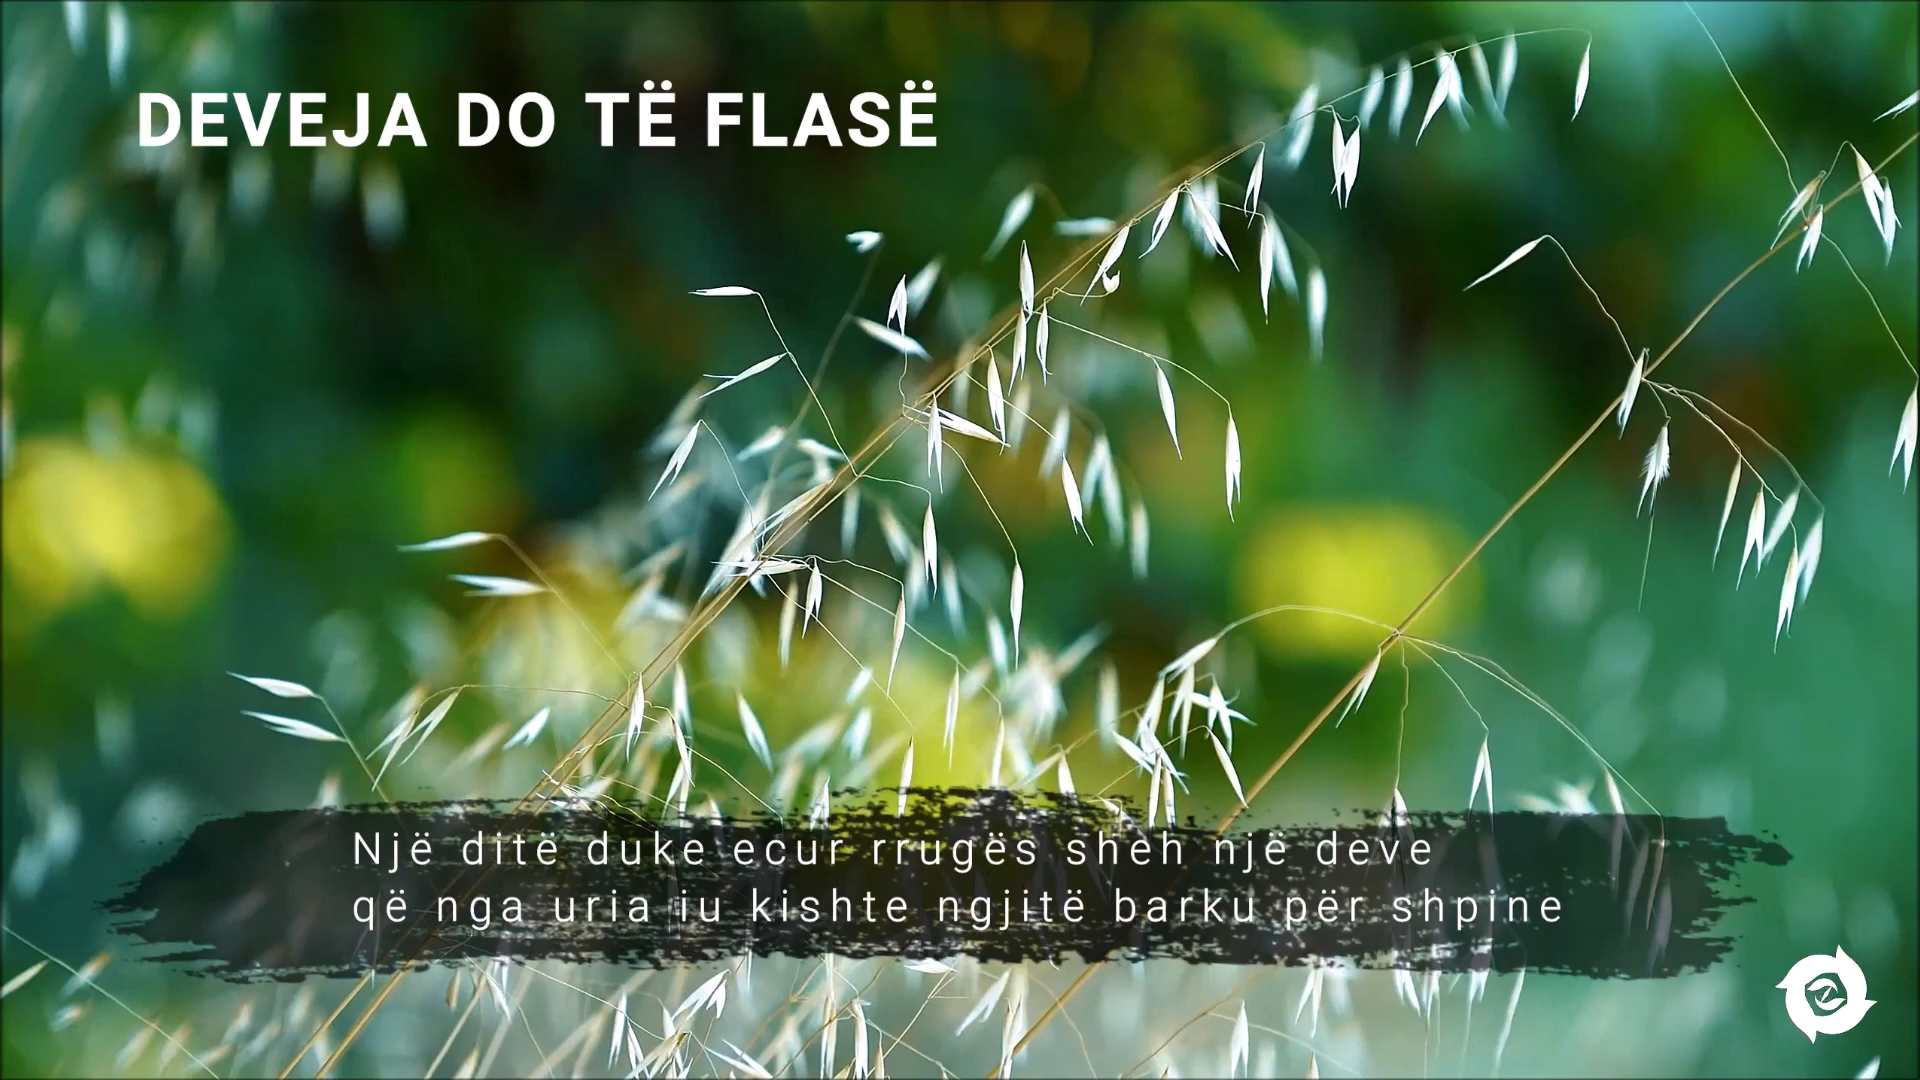 DEVEJA DO TË FLASË
Një ditë duke ecur rrugës sheh një deve
që nga uria iu kishte ngjitë barku për shpine